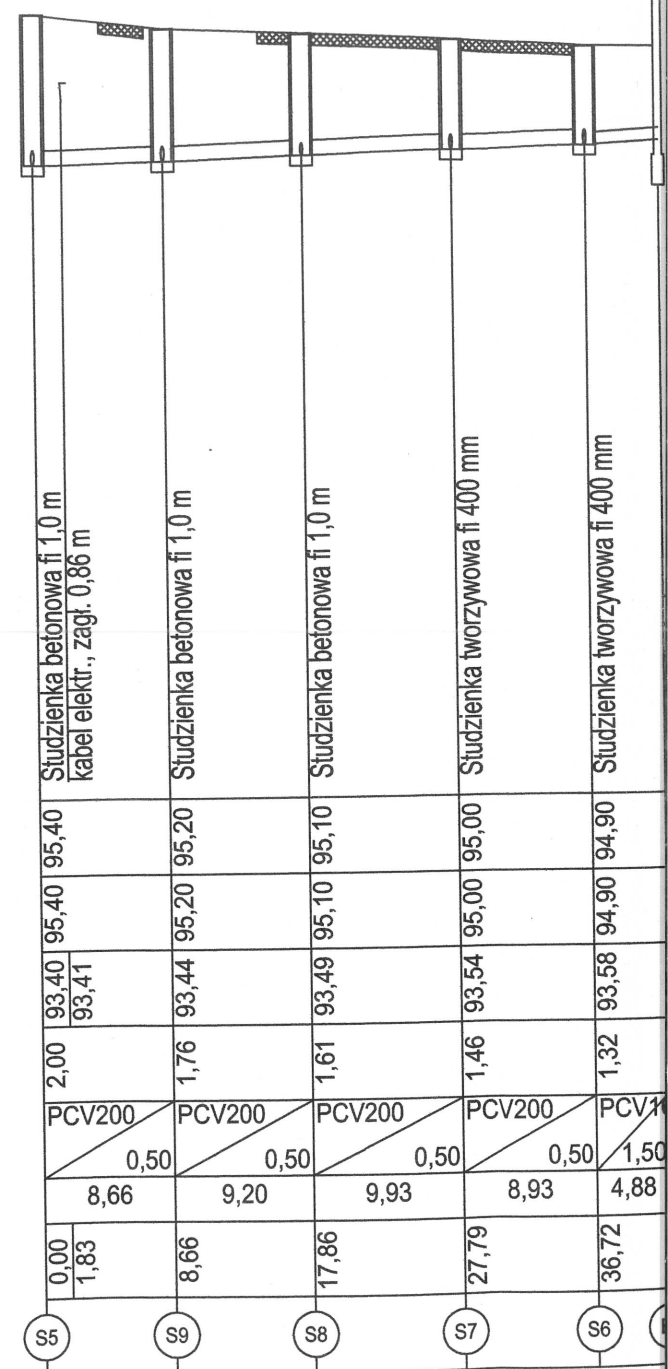 Studzienka betonowa fi 1,0 m
kabel elektr., zagł. 0,86 m
Studzienka betonowa fi 1,0 m
Studzienka betonowa fi 1,0 m
Studzienka tworzywowa fi 400 mm
Studzienka tworzywowa fi 400 mm
95,40 95,20 95,10 95,00 94,90
95,40 95,20 95,10 95,00 94,90
93,40 93,41 93,44 93,49 93,54 93,58
2,00 1,76 1,61 1,46 1,32
PCV200 PCV200 PCV200 PCV200
0,50 0,50 0,50 0,50 1,50
8,66 9,20 9,93 8,93 4,88
0,00 1,83 8,66 17,86 27,79 36,72
S5 S9 S8 S7 S6